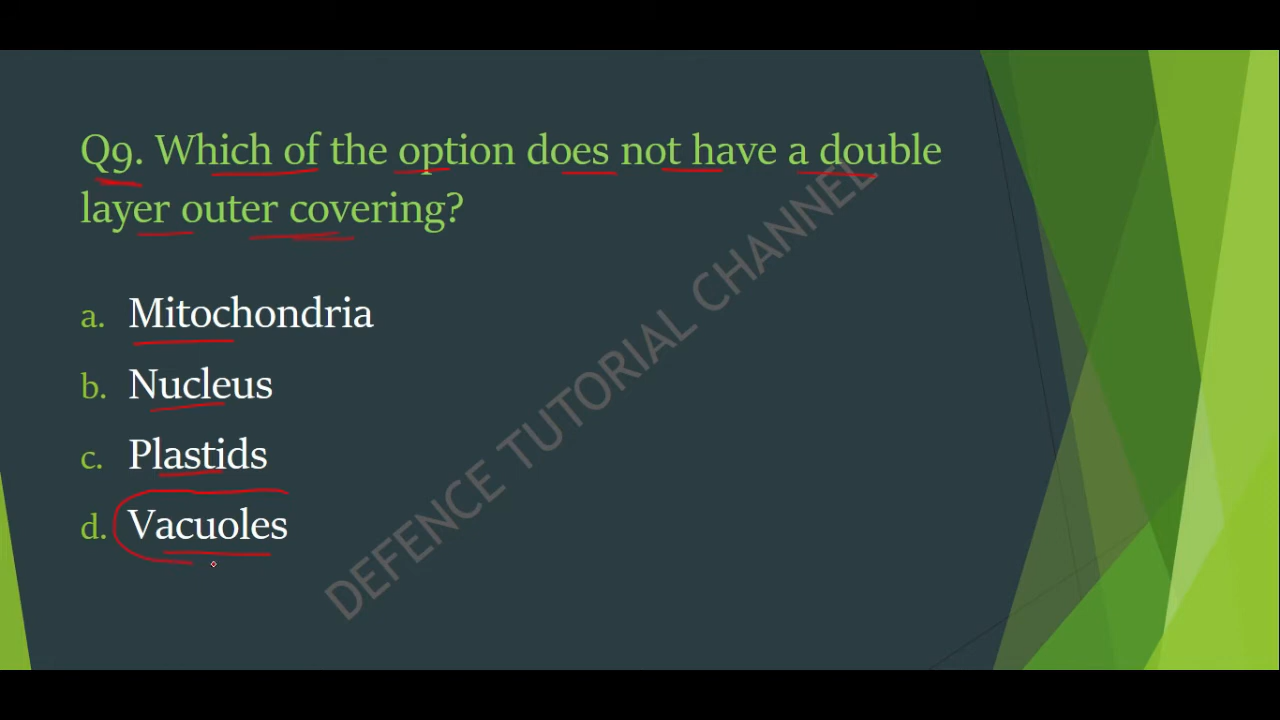 Q9. Which of the option does not have a double
layer outer covering?
a. Mitochondria
b. Nucleus
c. Plastids
d. Vacuoles
DEFENCE TUTORIAL CHANNEL